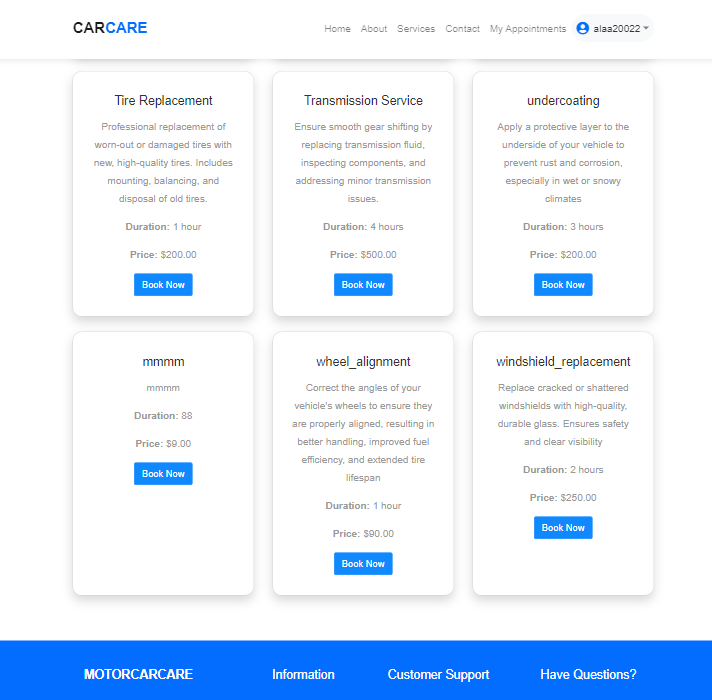 CARCARE
Home About Services Contact My Appointments alaa20022
Tire Replacement
Professional replacement of
worn-out or damaged tires with
new, high-quality tires. Includes
mounting, balancing, and
disposal of old tires.
Duration: 1 hour
Price: $200.00
Book Now
Transmission Service
Ensure smooth gear shifting by
replacing transmission fluid,
inspecting components, and
addressing minor transmission
issues.
Duration: 4 hours
Price: $500.00
Book Now
undercoating
Apply a protective layer to the
underside of your vehicle to
prevent rust and corrosion,
especially in wet or snowy
climates
Duration: 3 hours
Price: $200.00
Book Now
mmmm
mmmm
Duration: 88
Price: $9.00
Book Now
wheel_alignment
Correct the angles of your
vehicle's wheels to ensure they
are properly aligned, resulting in
better handling, improved fuel
efficiency, and extended tire
lifespan
Duration: 1 hour
Price: $90.00
Book Now
windshield_replacement
Replace cracked or shattered
windshields with high-quality,
durable glass. Ensures safety
and clear visibility
Duration: 2 hours
Price: $250.00
Book Now
MOTORCARCARE Information Customer Support Have Questions?